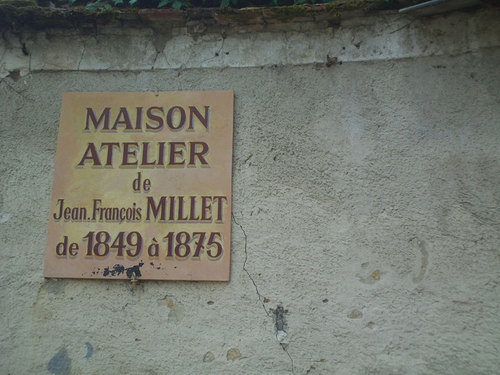 MAISON
ATELIER
de
Jean.François MILLET
de 1849 à 1875